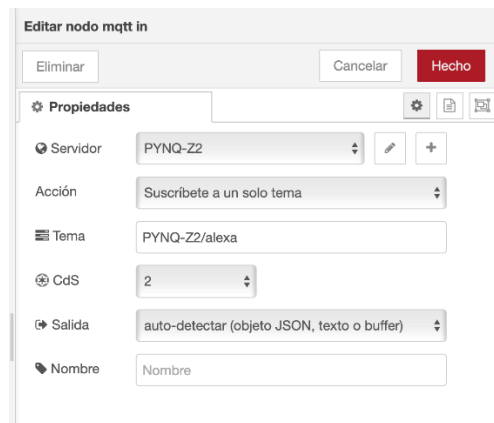 Editar nodo mqtt in
Eliminar
Cancelar
Hecho
Propiedades
Servidor
PYNQ-Z2
Acción
Suscríbete a un solo tema
Tema
PYNQ-Z2/alexa
CdS
2
Salida
auto-detectar (objeto JSON, texto o buffer)
Nombre
Nombre